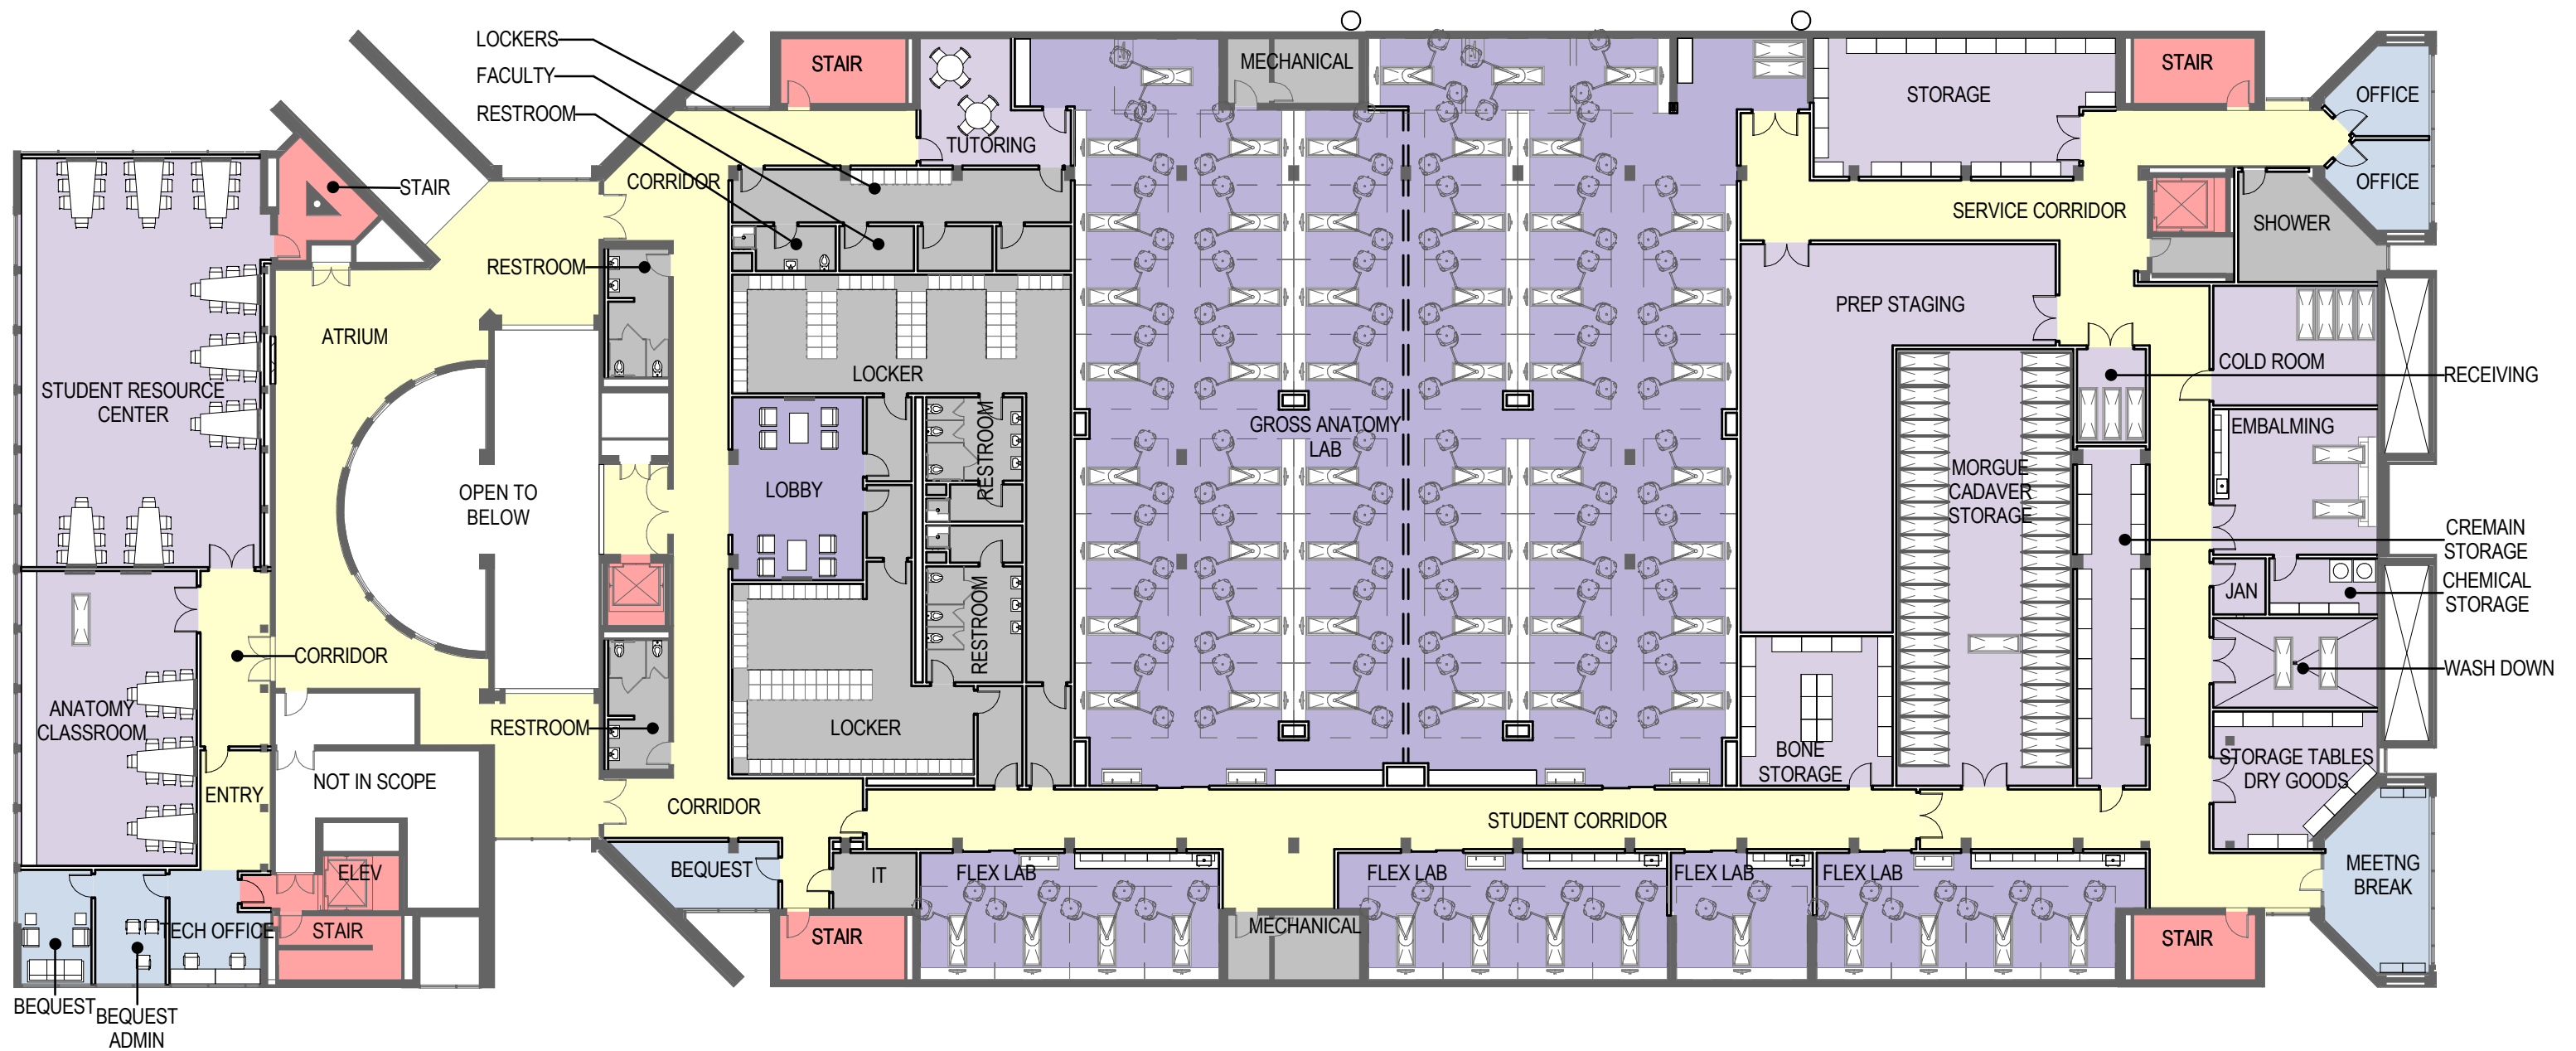 LOCKERS
FACULTY
RESTROOM
STAIR
MECHANICAL
STORAGE
STAIR
OFFICE
TUTORING
CORRIDOR
STAIR
OFFICE
SERVICE CORRIDOR
SHOWER
RESTROOM
PREP STAGING
ATRIUM
COLD ROOM
LOCKER
RECEIVING
STUDENT RESOURCE
CENTER
GROSS ANATOMY
LAB
EMBALMING
RESTROOM
MORGUE
CADAVER
STORAGE
LOBBY
OPEN TO
BELOW
CREMAIN
STORAGE
CHEMICAL
STORAGE
JAN
RESTROOM
CORRIDOR
WASH DOWN
ANATOMY
CLASSROOM
RESTROOM
LOCKER
BONE
STORAGE
STORAGE TABLES
DRY GOODS
NOT IN SCOPE
ENTRY
CORRIDOR
STUDENT CORRIDOR
BEQUEST
IT
FLEX LAB
FLEX LAB
FLEX LAB
FLEX LAB
MEETNG
BREAK
ELEV
TECH OFFICE
STAIR
STAIR
MECHANICAL
STAIR
BEQUEST
BEQUEST
ADMIN